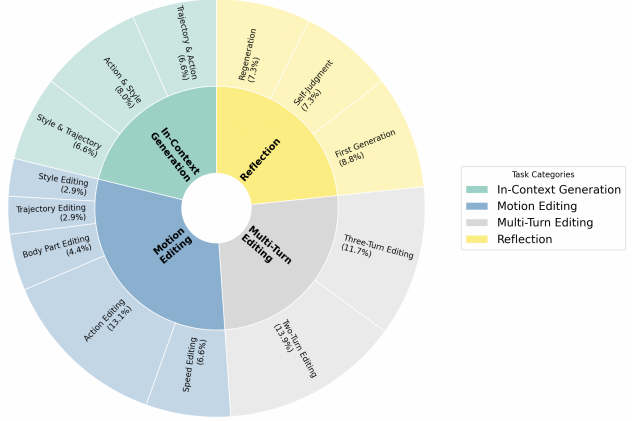 Trajectory & Action
(6.6%)
Action & Style
(8.0%)
Style & Trajectory
(6.6%)
In-Context
Generation
Regeneration
(7.3%)
Self-Judgment
(7.3%)
First Generation
(8.8%)
Reflection
Style Editing
(2.9%)
Trajectory Editing
(2.9%)
Body Part Editing
(4.4%)
Action Editing
(13.1%)
Speed Editing
(6.6%)
Motion
Editing
Multi-Turn
Editing
Three-Turn Editing
(11.7%)
Two-Turn Editing
(13.9%)
Task Categories
In-Context Generation
Motion Editing
Multi-Turn Editing
Reflection